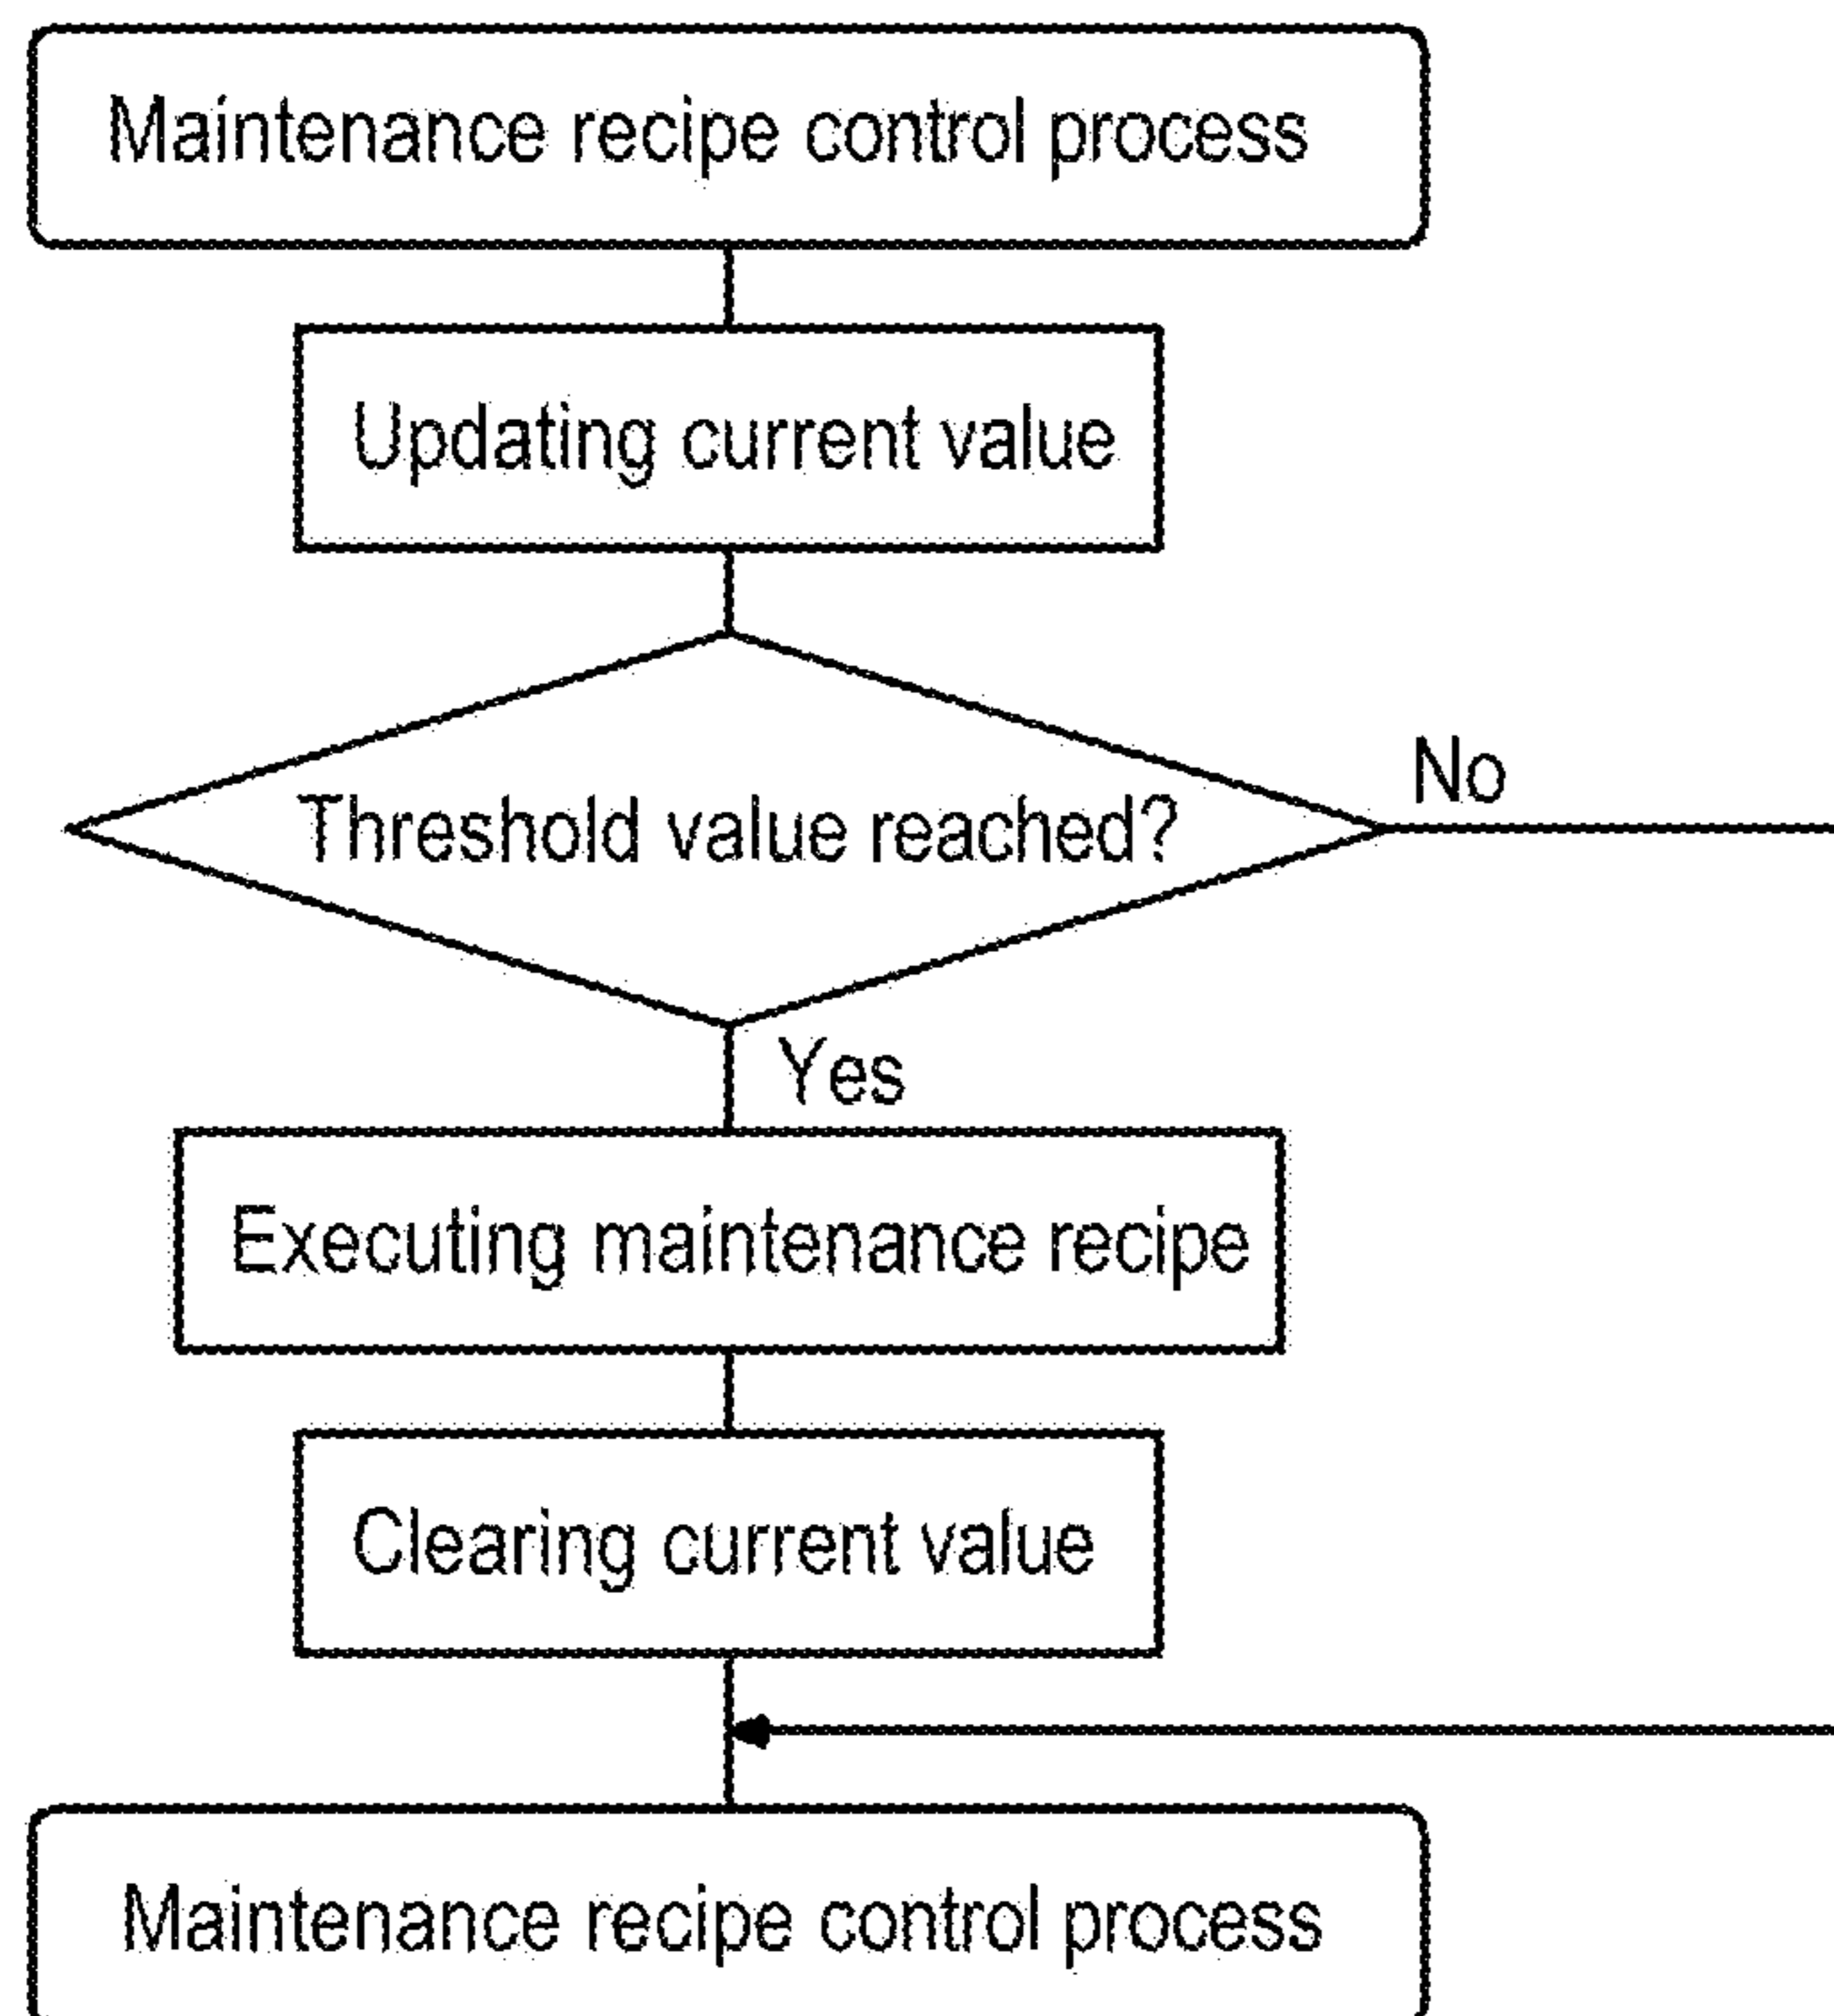 Maintenance recipe control process
Updating current value
Threshold value reached?
No
Yes
Executing maintenance recipe
Clearing current value
Maintenance recipe control process